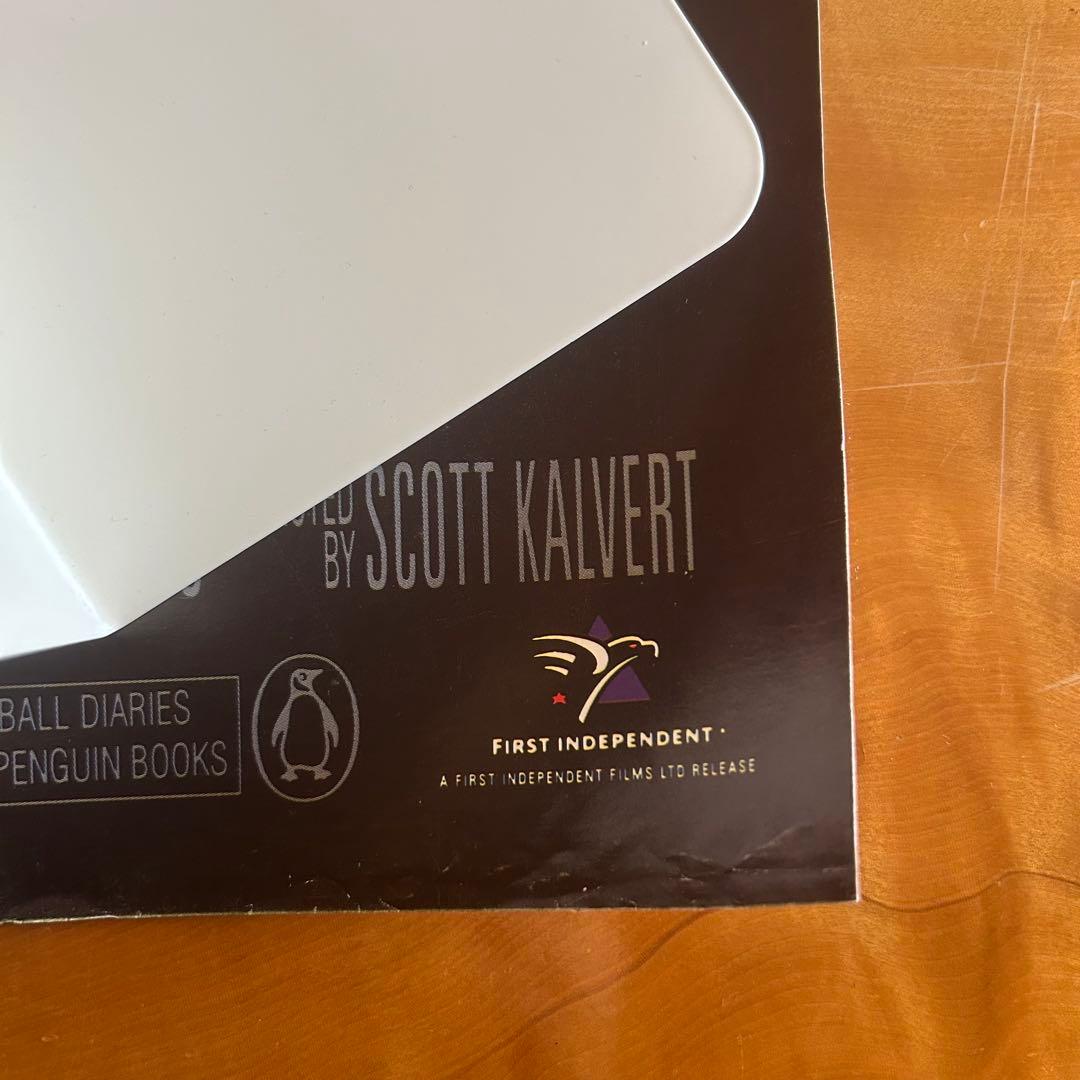 BY SCOTT KALVERT
BALL DIARIES
PENGUIN BOOKS
FIRST INDEPENDENT
A FIRST INDEPENDENT FILMS LTD RELEASE